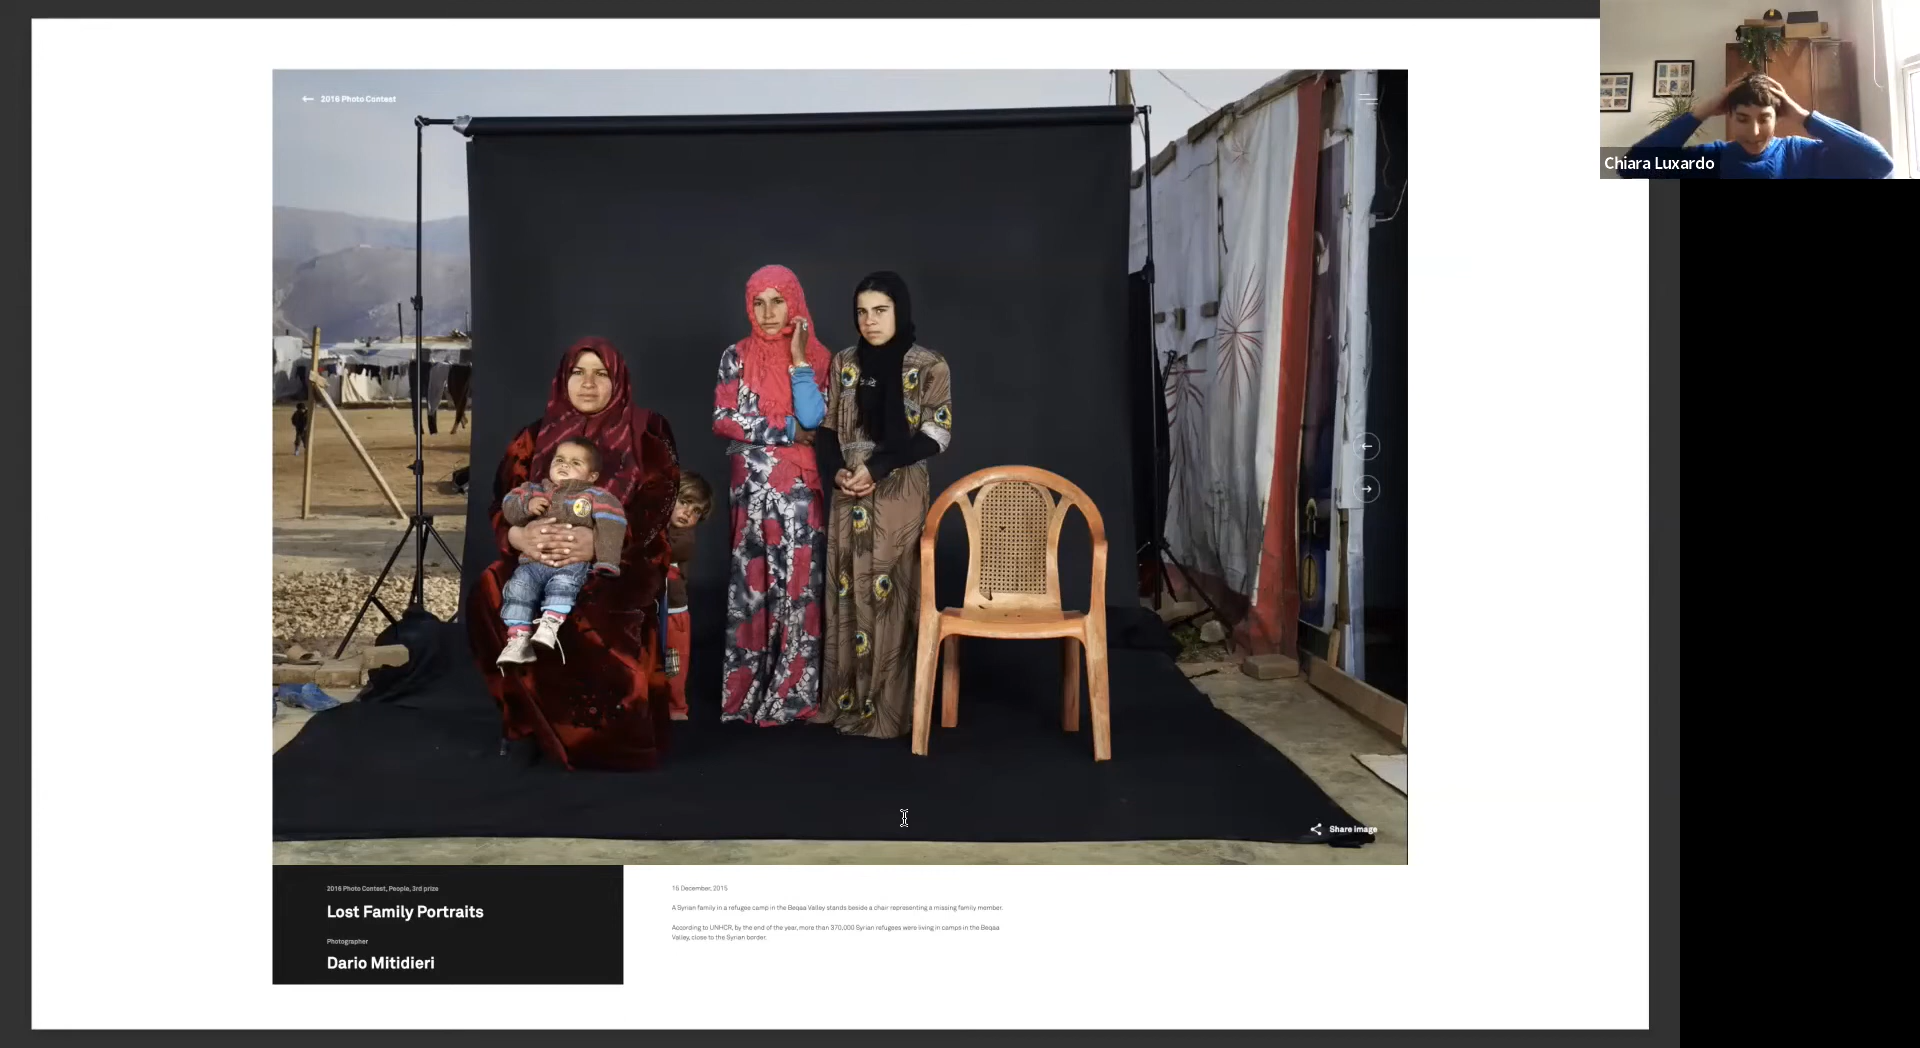 2016 Photo Contest
Chiara Luxardo
Share image
2016 Photo Contest, People, 3rd prize
Lost Family Portraits
Photographer
Dario Mitidieri
15 December, 2015
A Syrian family in a refugee camp in the Beqaa Valley stands beside a chair representing a missing family member.
According to UNHCR, by the end of the year, more than 370,000 Syrian refugees were living in camps in the Beqaa
Valley, close to the Syrian border.